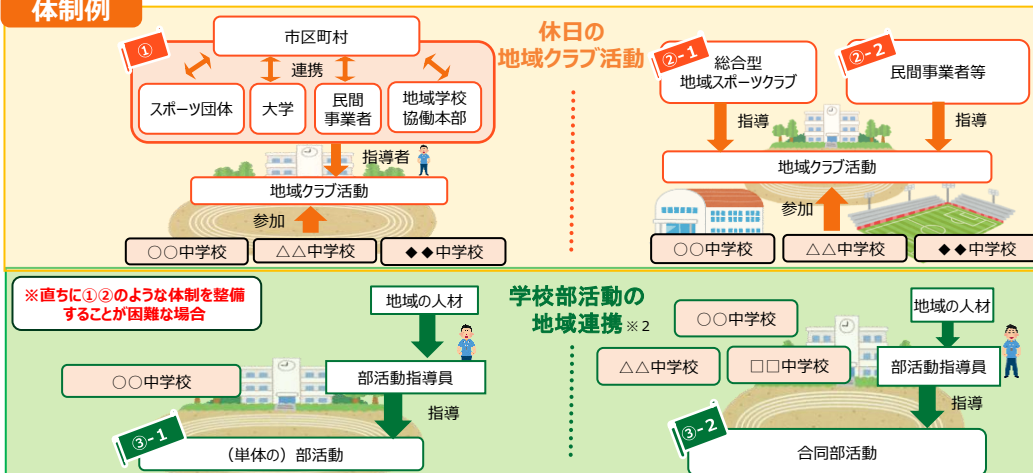 体制例
休日の
地域クラブ活動
①
市区町村
連携
スポーツ団体
大学
民間
事業者
地域学校
協働本部
指導者
地域クラブ活動
参加
○○中学校
△△中学校
◆◆中学校
②-1
総合型
地域スポーツクラブ
②-2
民間事業者等
指導
指導
地域クラブ活動
参加
○○中学校
△△中学校
◆◆中学校
※直ちに①②のような体制を整備
することが困難な場合
学校部活動の
地域連携※2
地域の人材
○○中学校
部活動指導員
指導
③-1
（単体の）部活動
○○中学校
△△中学校
□□中学校
地域の人材
部活動指導員
指導
③-2
合同部活動